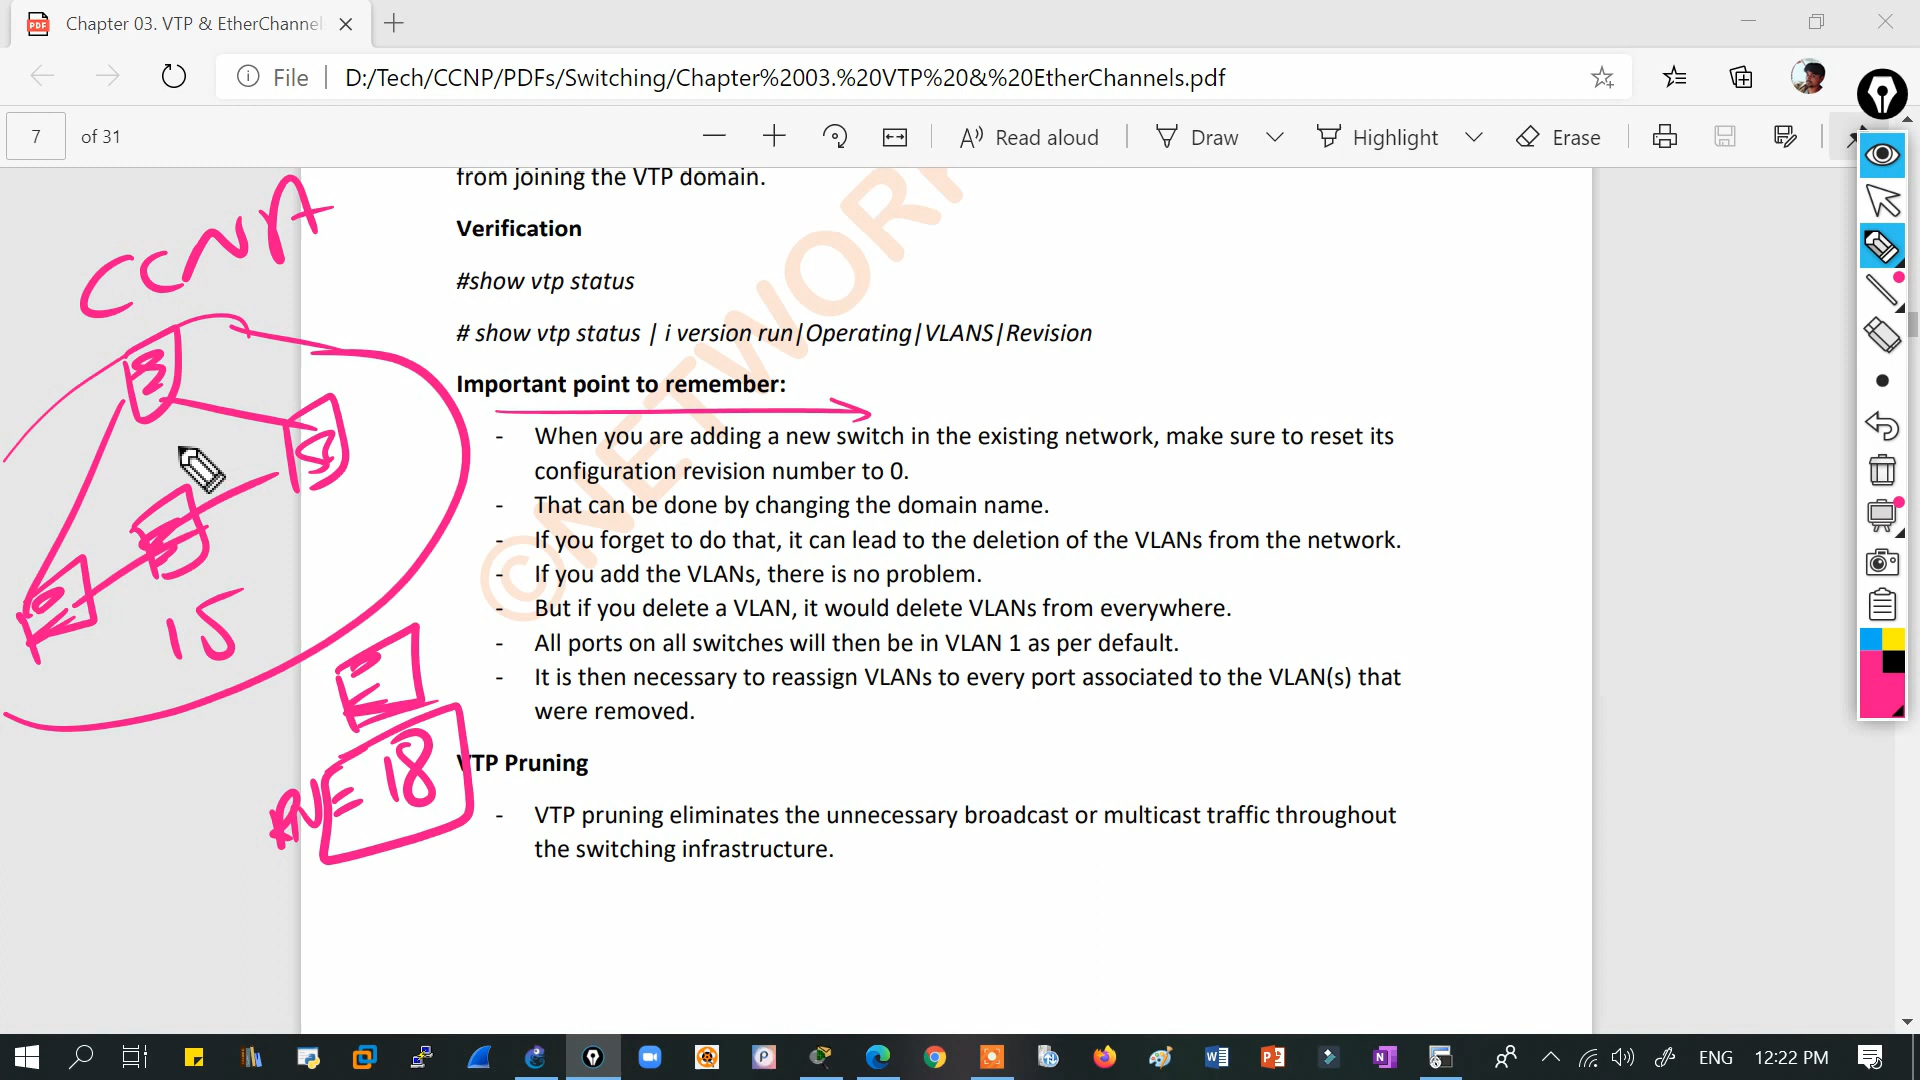 Chapter 03. VTP & EtherChannel
File
D:/Tech/CCNP/PDFs/Switching/Chapter%2003.%20VTP%20&%20EtherChannels.pdf
7 of 31
Read aloud
Draw
Highlight
Erase
from joining the VTP domain.
Verification
#show vtp status
# show vtp status | i version run|Operating|VLANS|Revision
Important point to remember:
- When you are adding a new switch in the existing network, make sure to reset its
configuration revision number to 0.
- That can be done by changing the domain name.
- If you forget to do that, it can lead to the deletion of the VLANs from the network.
- If you add the VLANs, there is no problem.
- But if you delete a VLAN, it would delete VLANs from everywhere.
- All ports on all switches will then be in VLAN 1 as per default.
- It is then necessary to reassign VLANs to every port associated to the VLAN(s) that
were removed.
VTP Pruning
- VTP pruning eliminates the unnecessary broadcast or multicast traffic throughout
the switching infrastructure.
©NETWORK
CCNA
15
18
ENG
12:22 PM